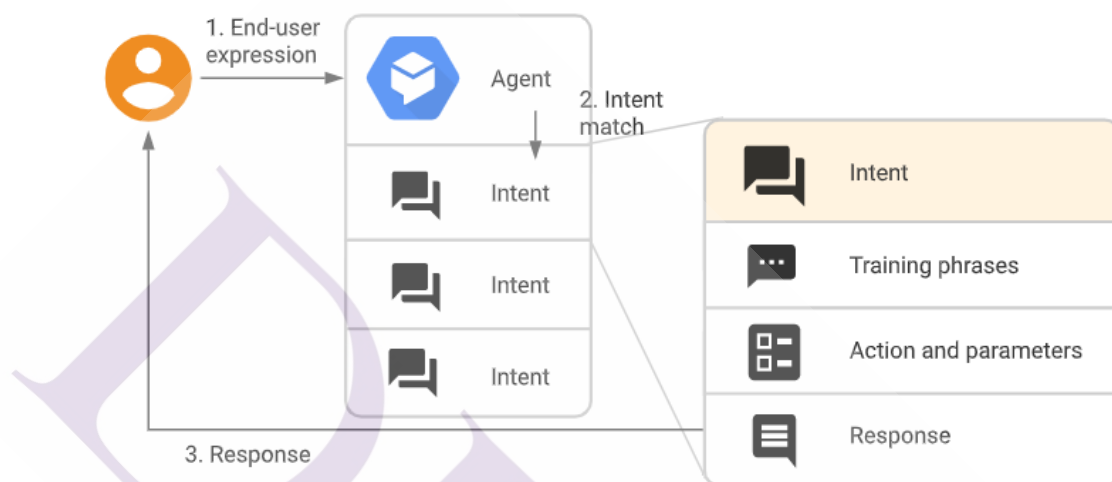 1. End-user
expression
Agent
2. Intent
match
Intent
Intent
Intent
Intent
Training phrases
Action and parameters
Response
3. Response